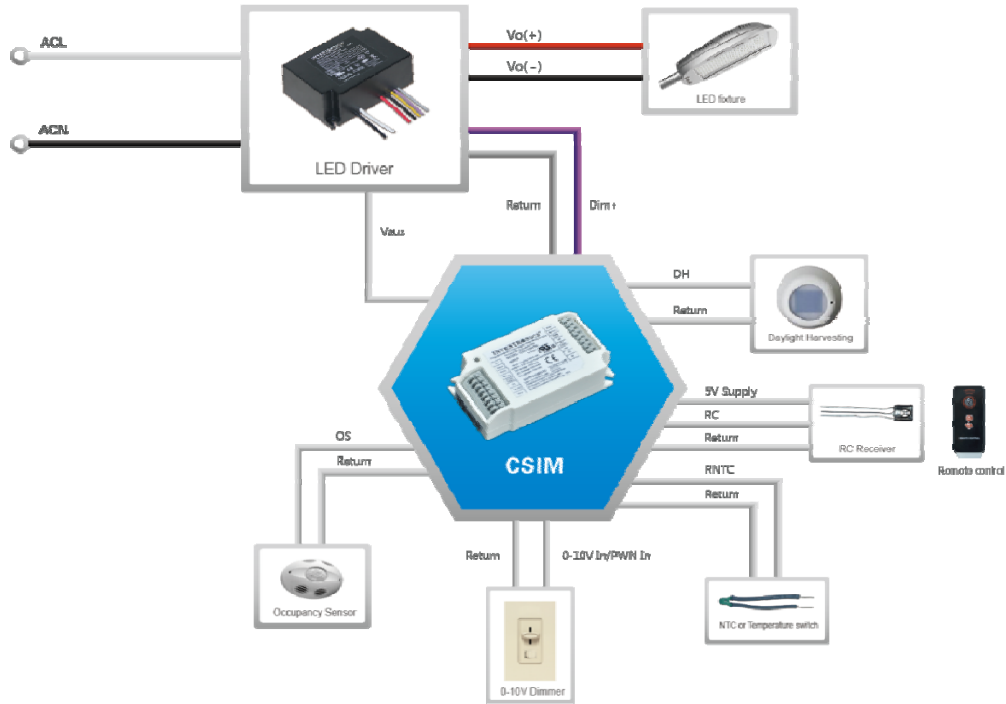 ACL
Vo(+)
Vo(-)
LED fixture
ACN
LED Driver
Return
Dim+
Vaux
DH
Return
Daylight Harvesting
5V Supply
RC
Return
RC Receiver
Remote control
OS
Return
CSIM
RNTC
Return
Return
0-10V In/PWN In
Occupancy Sensor
NTC or Temperature switch
0-10V Dimmer